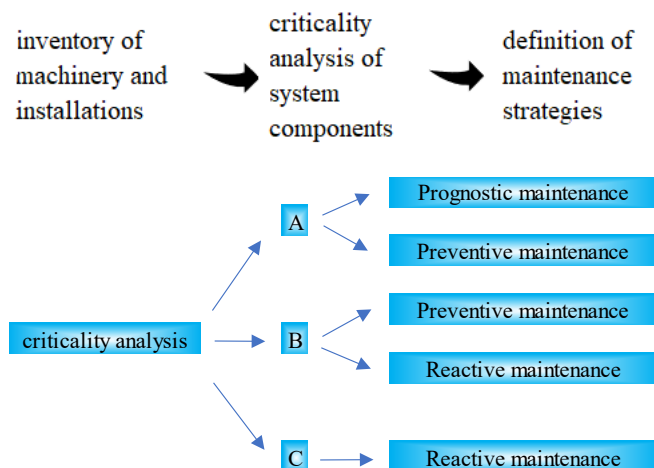 inventory of
machinery and
installations
criticality
analysis of
system
components
definition of
maintenance
strategies
Prognostic maintenance
A
Preventive maintenance
Preventive maintenance
criticality analysis
B
Reactive maintenance
C
Reactive maintenance